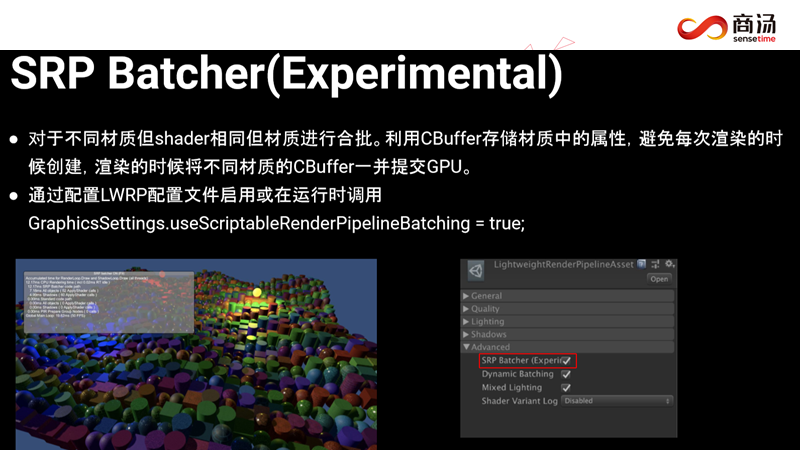 商汤
sensetime
SRP Batcher(Experimental)
● 对于不同材质但shader相同但材质进行合批。利用CBuffer存储材质中的属性，避免每次渲染的时
候创建，渲染的时候将不同材质的CBuffer一并提交GPU。
● 通过配置LWRP配置文件启用或在运行时调用
GraphicsSettings.useScriptableRenderPipelineBatching = true;
LightweightRenderPipelineAsset
Open
General
Quality
Lighting
Shadows
Advanced
SRP Batcher (Experi
Dynamic Batching
Mixed Lighting
Shader Variant Log Disabled